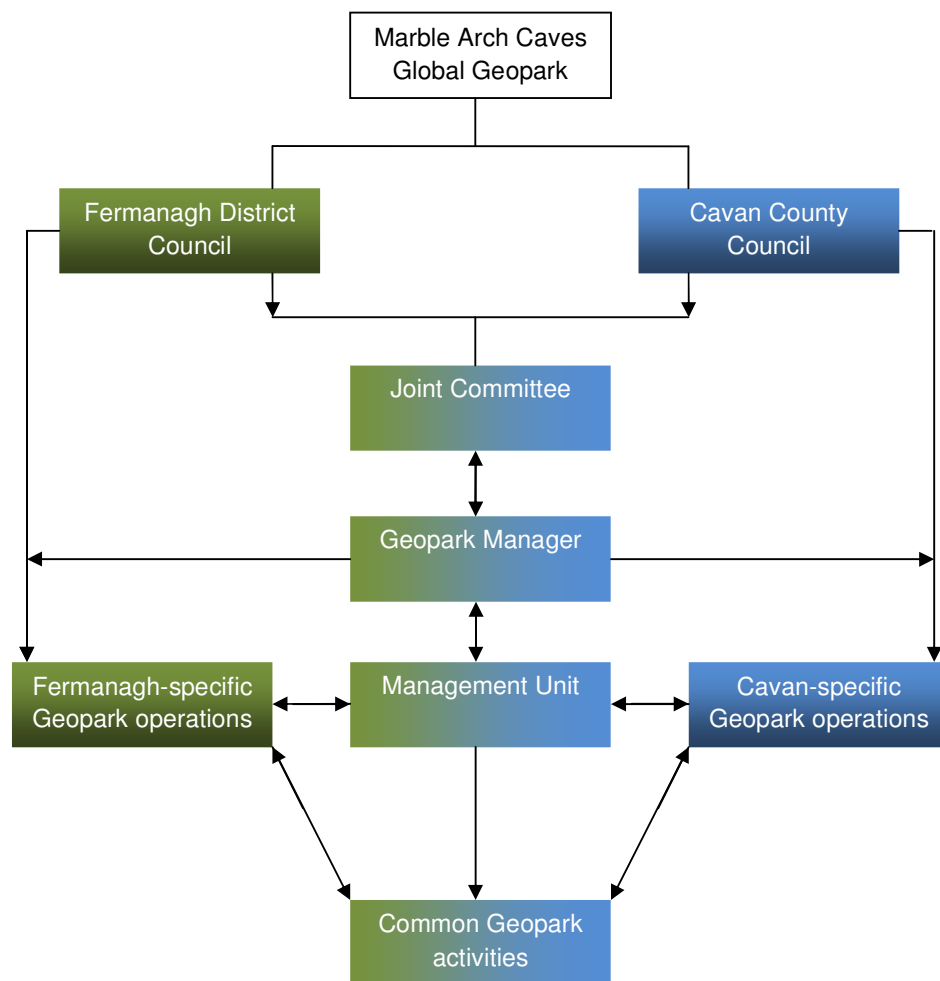 Marble Arch Caves
Global Geopark
Fermanagh District
Council
Cavan County
Council
Joint Committee
Geopark Manager
Fermanagh-specific
Geopark operations
Management Unit
Cavan-specific
Geopark operations
Common Geopark
activities